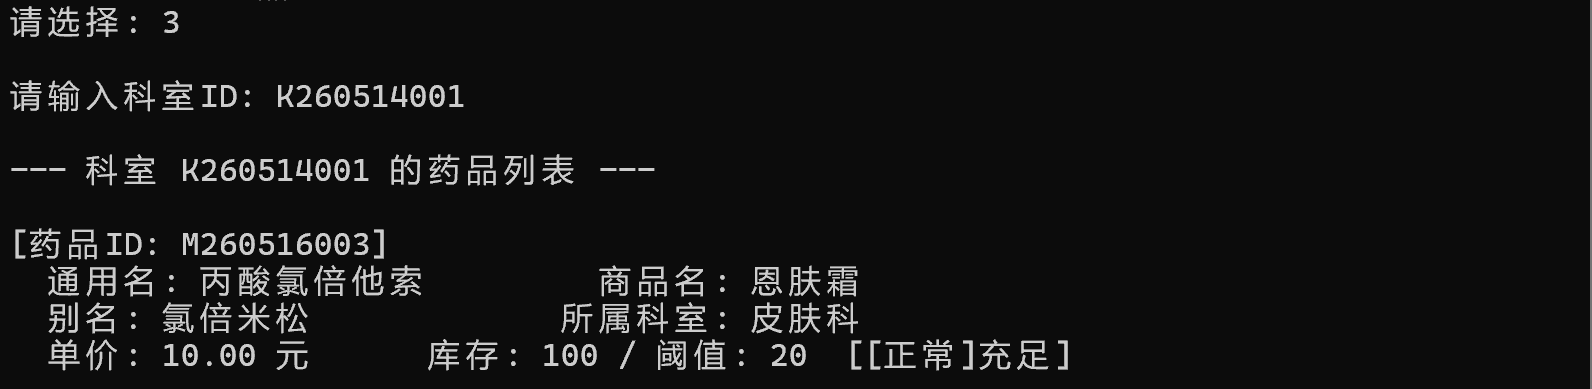 请选择: 3
请输入科室ID: K260514001
--- 科室 K260514001 的药品列表 ---
[药品ID: M260516003]
通用名: 丙酸氯倍他索 商品名: 恩肤霜
别名: 氯倍米松 所属科室: 皮肤科
单价: 10.00 元 库存: 100 / 阈值: 20 [[正常]充足]